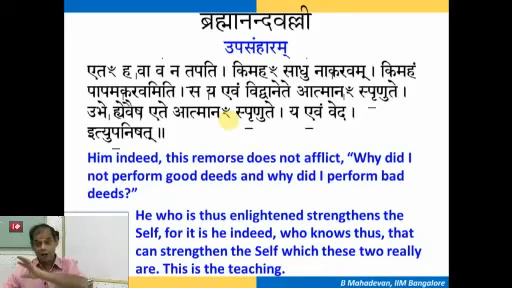 ब्रह्मानन्दवल्ली
उपसंहारम्
एतꣳ ह वा व न तपति । किमहꣳ साधु नाकरवम् । किमहं
पापमकरवमिति । स य एवं विद्वानेते आत्मानꣳ स्पृणुते ।
उभे ह्येवैष एते आत्मानꣳ स्पृणुते । य एवं वेद ।
इत्युपनिषत् ॥
Him indeed, this remorse does not afflict, “Why did I
not perform good deeds and why did I perform bad
deeds?”
He who is thus enlightened strengthens the
Self, for it is he indeed, who knows thus, that
can strengthen the Self which these two really
are. This is the teaching.
B Mahadevan, IIM Bangalore